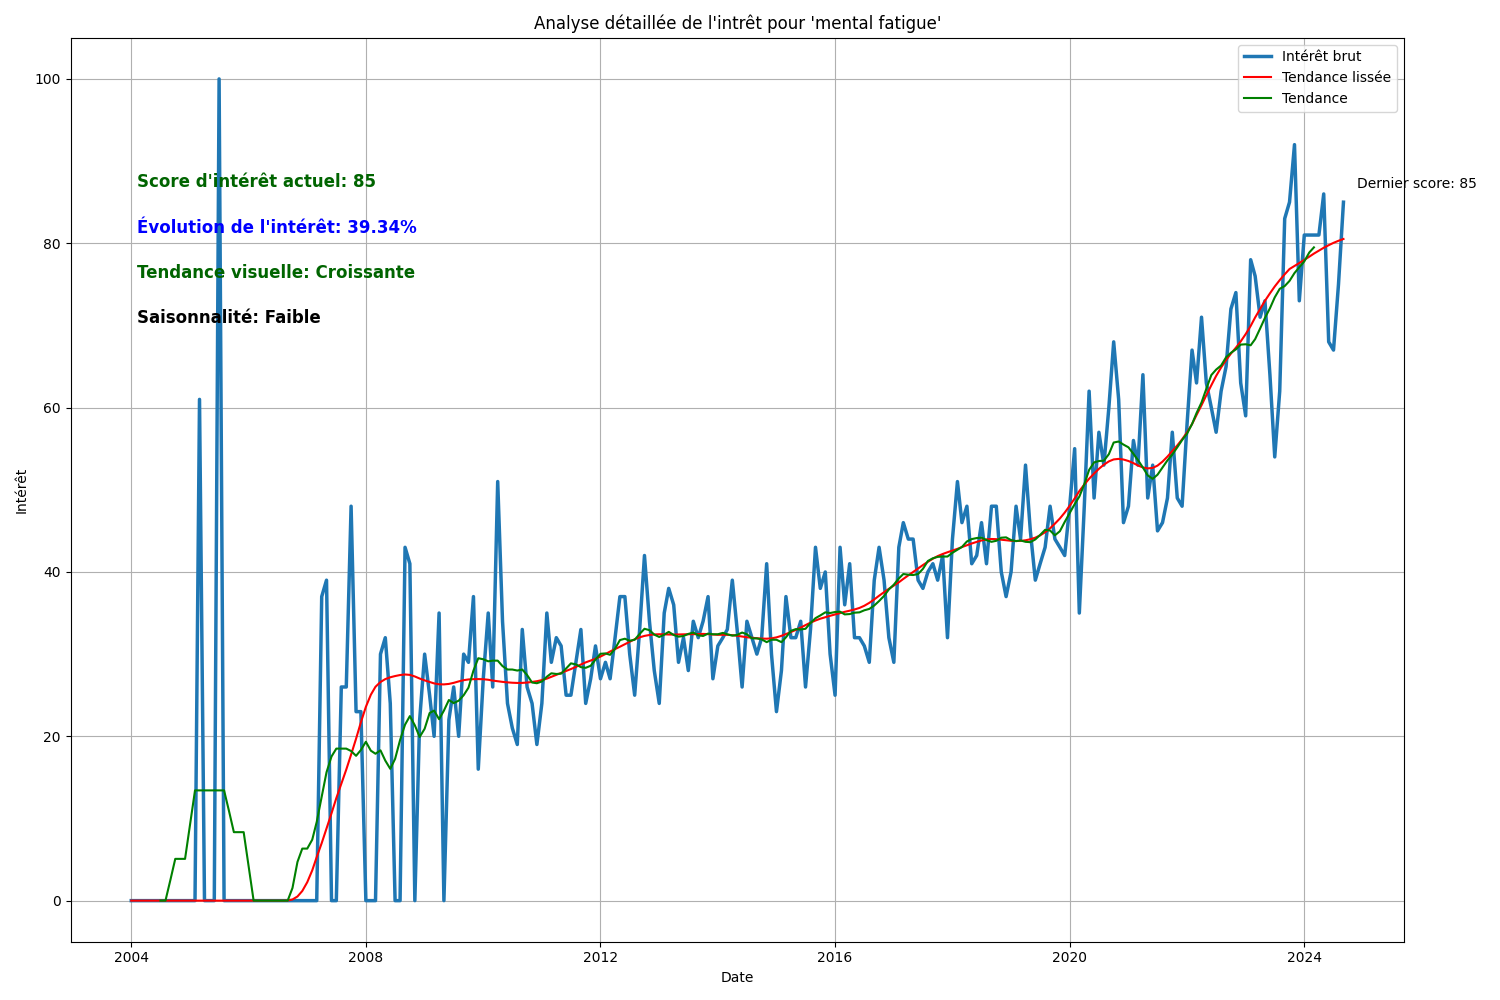 Analyse détaillée de l'intrêt pour 'mental fatigue'
Intérêt brut
Tendance lissée
Tendance
Score d'intérêt actuel: 85
Évolution de l'intérêt: 39.34%
Tendance visuelle: Croissante
Saisonnalité: Faible
Dernier score: 85
Intérêt
100
80
60
40
20
0
2004 2008 2012 2016 2020 2024
Date